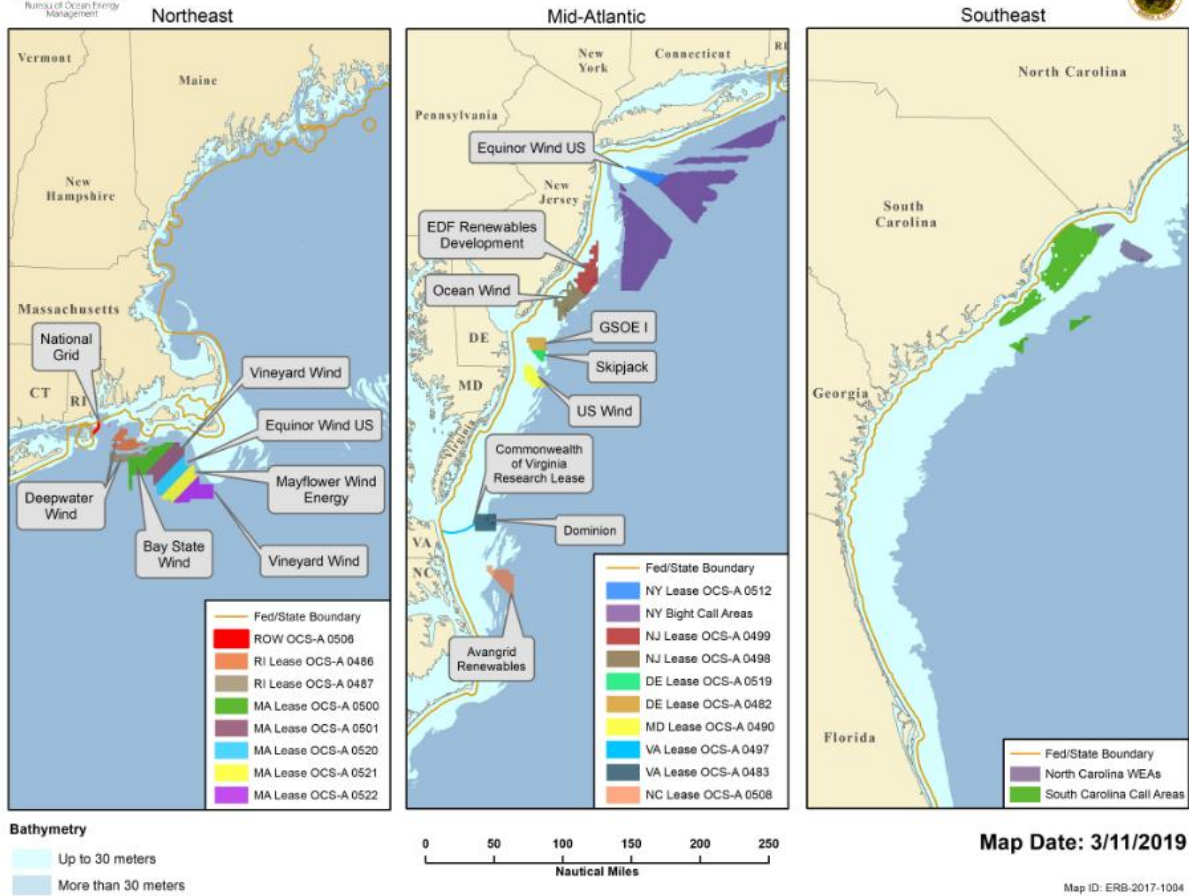 Bureau of Ocean Energy
Management
Northeast
Mid-Atlantic
Southeast
Vermont
Maine
New
Hampshire
Massachusetts
National
Grid
CT
RI
Vineyard Wind
Equinor Wind US
Mayflower Wind
Energy
Deepwater
Wind
Bay State
Wind
Vineyard Wind
Fed/State Boundary
ROW OCS-A 0506
RI Lease OCS-A 0486
RI Lease OCS-A 0487
MA Lease OCS-A 0500
MA Lease OCS-A 0501
MA Lease OCS-A 0520
MA Lease OCS-A 0521
MA Lease OCS-A 0522
New
York
Connecticut
RI
Pennsylvania
Equinor Wind US
New
Jersey
EDF Renewables
Development
Ocean Wind
DE
GSOE I
Skipjack
MD
US Wind
Virginia
Commonwealth
of Virginia
Research Lease
Dominion
VA
NC
Avangrid
Renewables
Fed/State Boundary
NY Lease OCS-A 0512
NY Bight Call Areas
NJ Lease OCS-A 0499
NJ Lease OCS-A 0498
DE Lease OCS-A 0519
DE Lease OCS-A 0482
MD Lease OCS-A 0490
VA Lease OCS-A 0497
VA Lease OCS-A 0483
NC Lease OCS-A 0508
North Carolina
South
Carolina
Georgia
Florida
Fed/State Boundary
North Carolina WEAs
South Carolina Call Areas
Bathymetry
Up to 30 meters
More than 30 meters
0 50 100 150 200 250
Nautical Miles
Map Date: 3/11/2019
Map ID: ERB-2017-1004